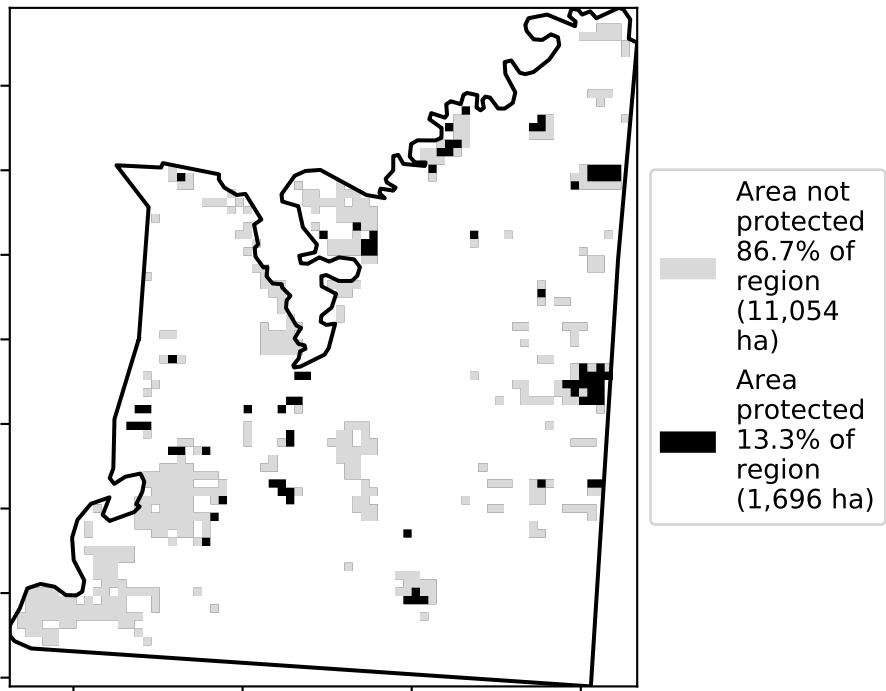 Area not
protected
86.7% of
region
(11,054
ha)
Area
protected
13.3% of
region
(1,696 ha)